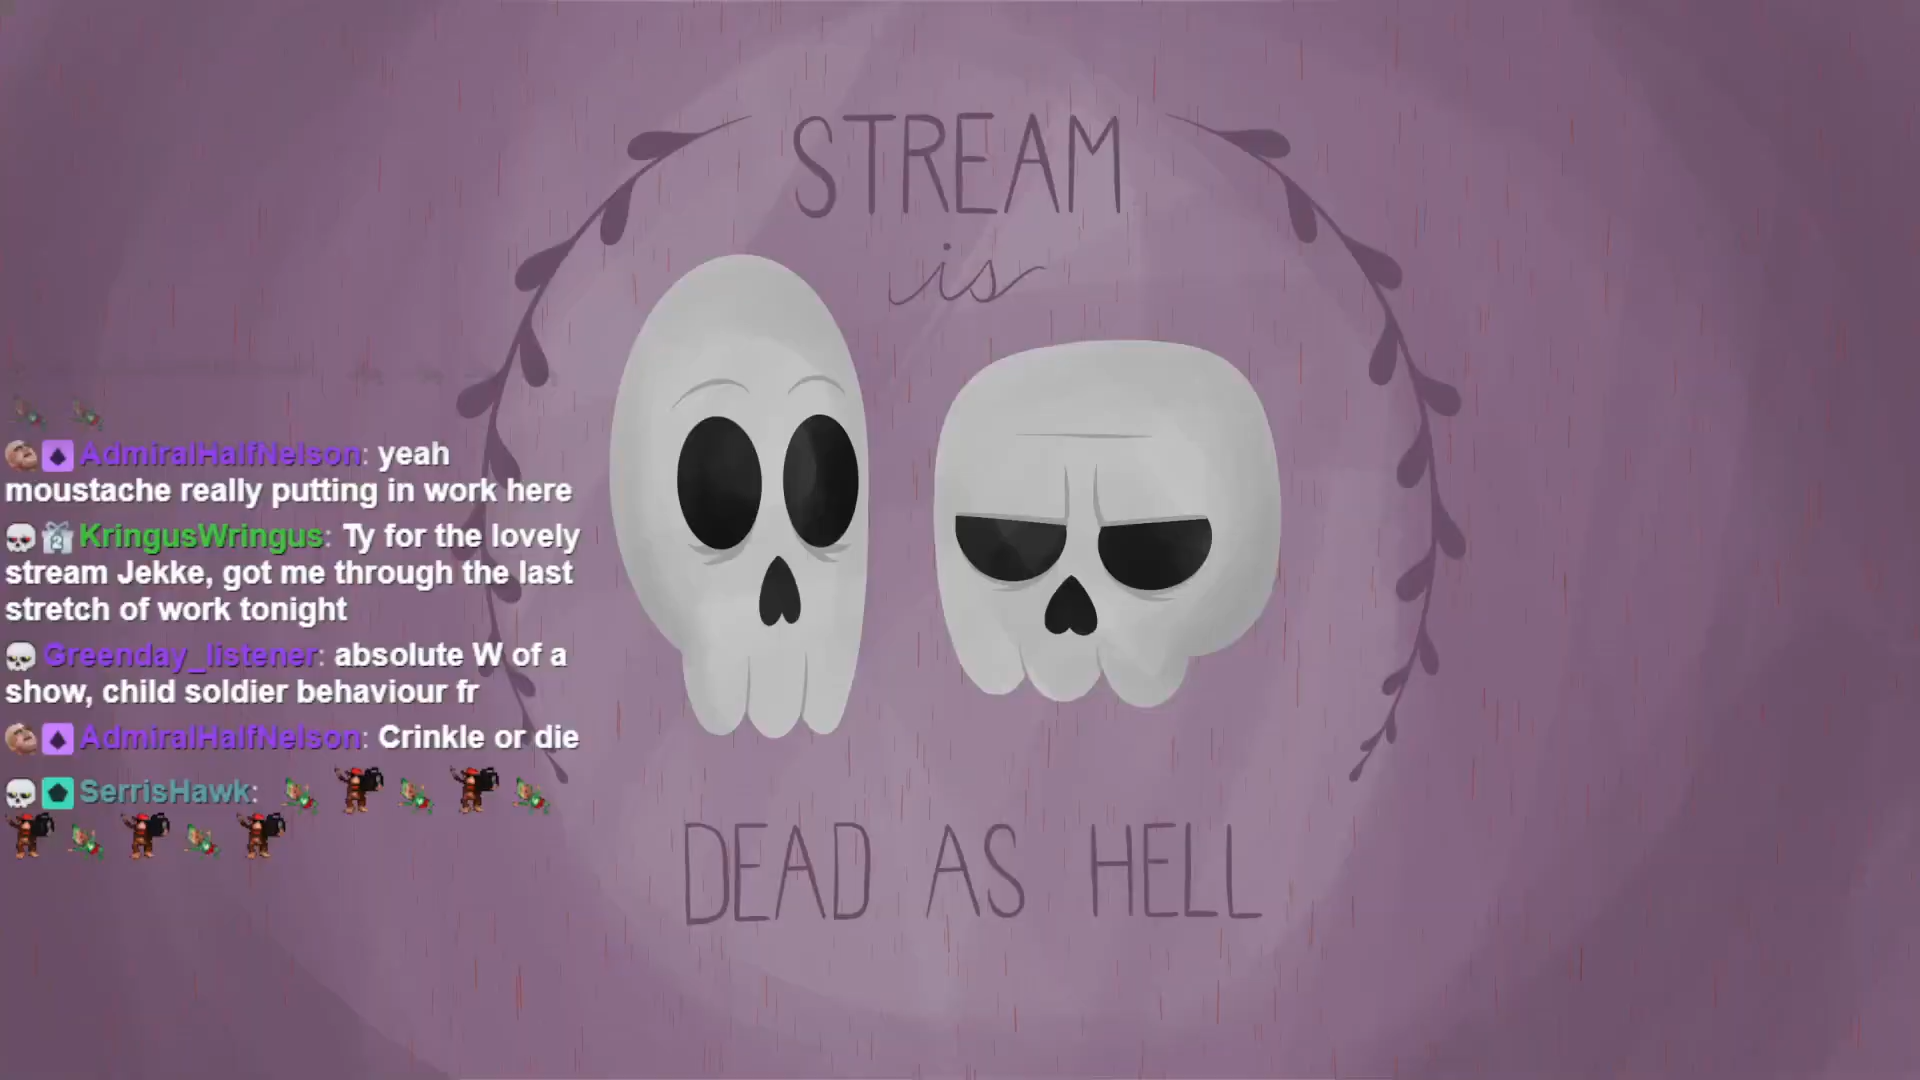 STREAM
is
DEAD AS HELL
AdmiralHalfNelson: yeah
moustache really putting in work here
2 KringusWringus: Ty for the lovely
stream Jekke, got me through the last
stretch of work tonight
Greenday_listener: absolute W of a
show, child soldier behaviour fr
AdmiralHalfNelson: Crinkle or die
SerrisHawk: